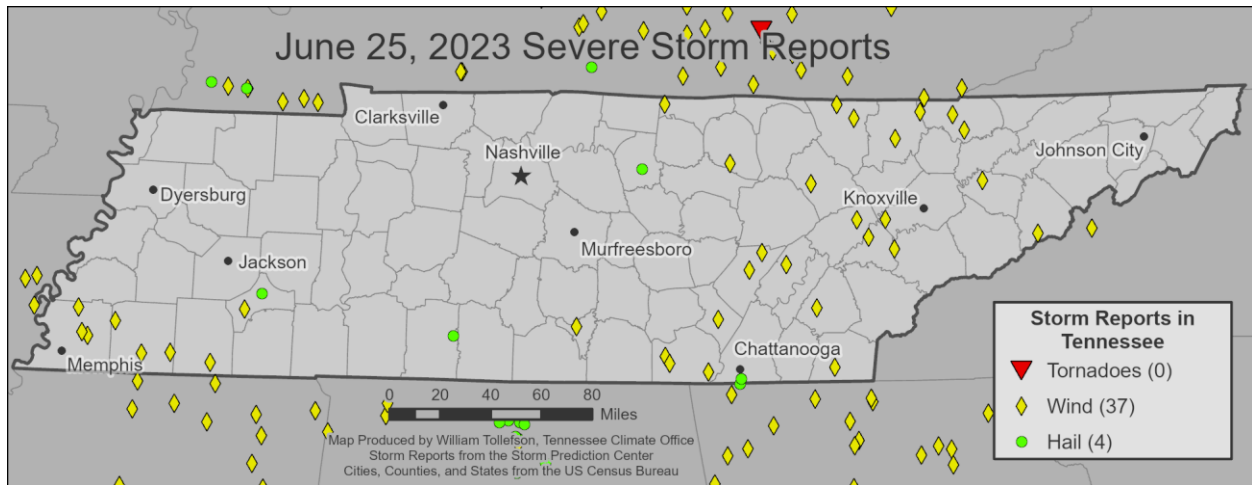 June 25, 2023 Severe Storm Reports
Clarksville
Nashville
Johnson City
Dyersburg
Knoxville
Murfreesboro
Jackson
Storm Reports in
Tennessee
Chattanooga
Memphis
Tornadoes (0)
0 20 40 60 80
Miles
Wind (37)
Map Produced by William Tollefson, Tennessee Climate Office
Storm Reports from the Storm Prediction Center
Cities, Counties, and States from the US Census Bureau
Hail (4)